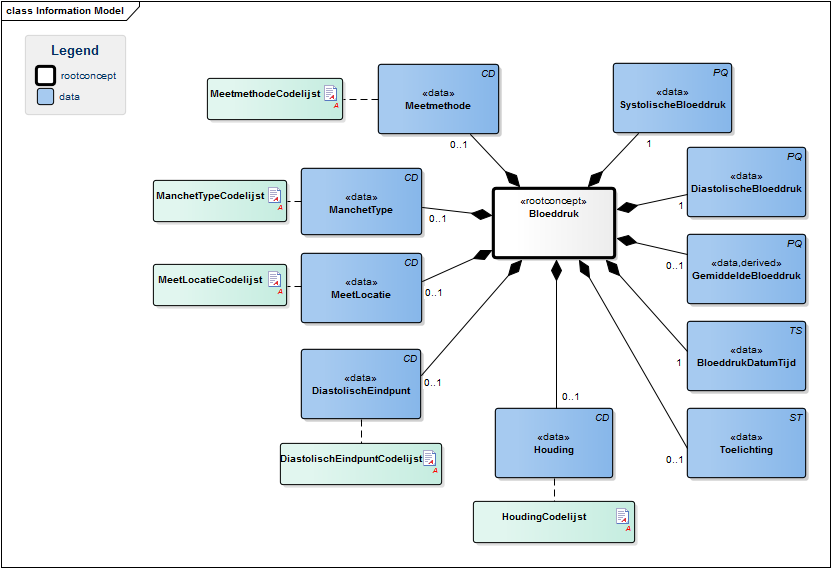 class Information Model
Legend
rootconcept
data
MeetmethodeCodelijst
A
CD
«data»
Meetmethode
0..1
PQ
«data»
SystolischeBloeddruk
1
ManchetTypeCodelijst
A
CD
«data»
ManchetType
0..1
«rootconcept»
Bloeddruk
PQ
«data»
DiastolischeBloeddruk
1
MeetLocatieCodelijst
A
CD
«data»
MeetLocatie
0..1
PQ
«data,derived»
GemiddeldeBloeddruk
0..1
CD
«data»
DiastolischEindpunt
0..1
TS
«data»
BloeddrukDatumTijd
1
DiastolischEindpuntCodelijst
A
0..1
CD
«data»
Houding
ST
«data»
Toelichting
0..1
HoudingCodelijst
A